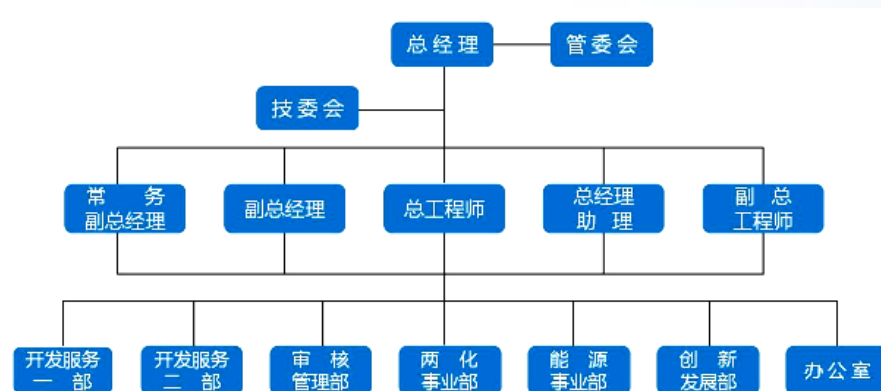 总经理
管委会
技委会
常 务
副总经理
副总经理
总工程师
总经理
助 理
副 总
工程师
开发服务
一 部
开发服务
二 部
审 核
管理部
两 化
事业部
能 源
事业部
创 新
发展部
办公室